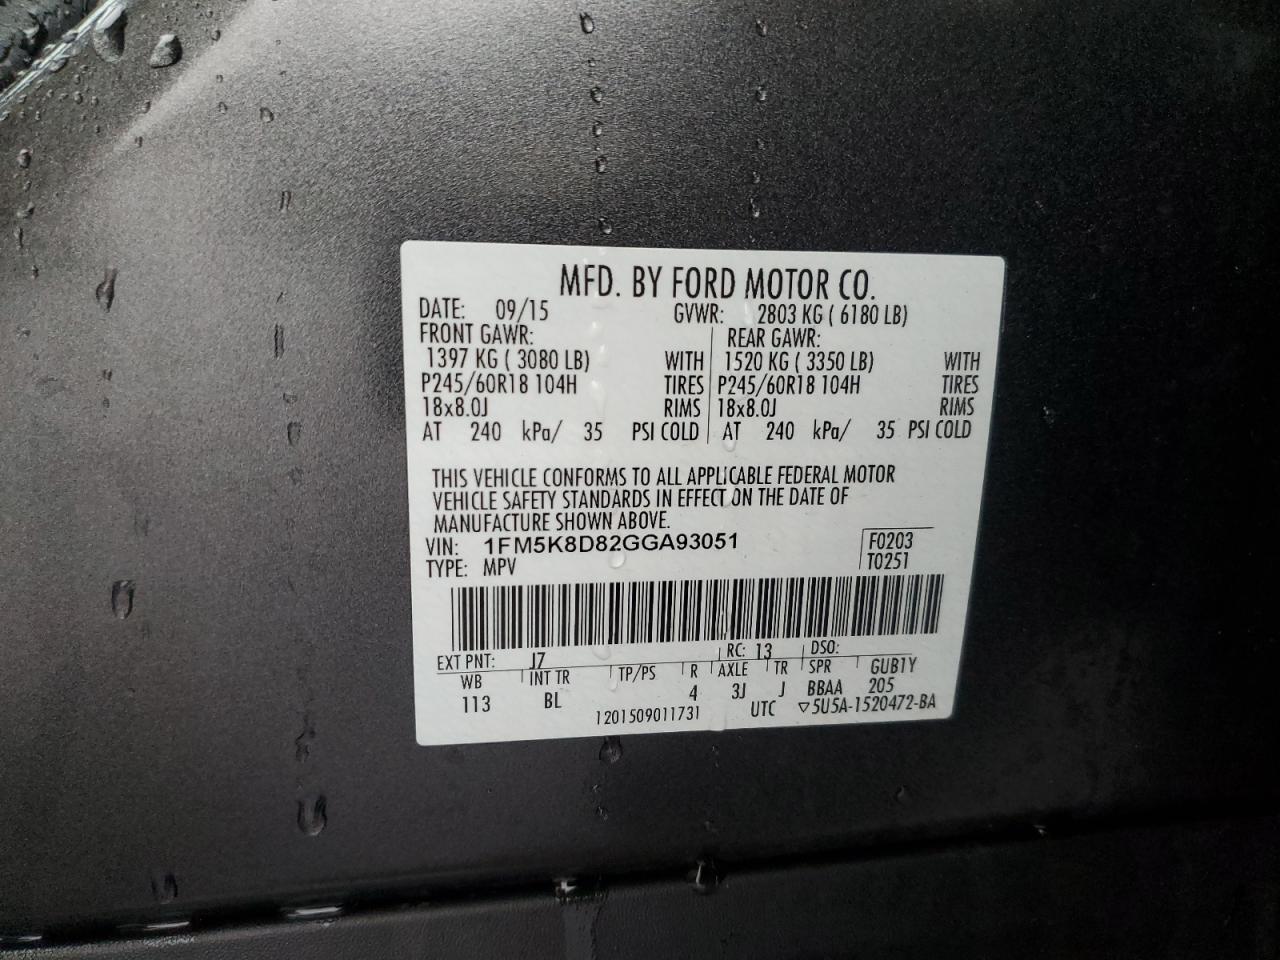 MFD. BY FORD MOTOR CO.
DATE: 09/15 GVWR: 2803 KG ( 6180 LB)
FRONT GAWR: REAR GAWR:
1397 KG ( 3080 LB) WITH 1520 KG ( 3350 LB) WITH
P245/60R18 104H TIRES P245/60R18 104H TIRES
18x8.0J RIMS 18x8.0J RIMS
AT 240 kPa/ 35 PSI COLD AT 240 kPa/ 35 PSI COLD
THIS VEHICLE CONFORMS TO ALL APPLICABLE FEDERAL MOTOR
VEHICLE SAFETY STANDARDS IN EFFECT ON THE DATE OF
MANUFACTURE SHOWN ABOVE.
VIN: 1FM5K8D82GGA93051 F0203
TYPE: MPV T0251
EXT PNT: J7 RC: 13 DSO:
WB INT TR TP/PS R AXLE TR SPR GUB1Y
113 BL 4 3J J BBAA 205
1201509011731 UTC ▽5U5A-1520472-BA